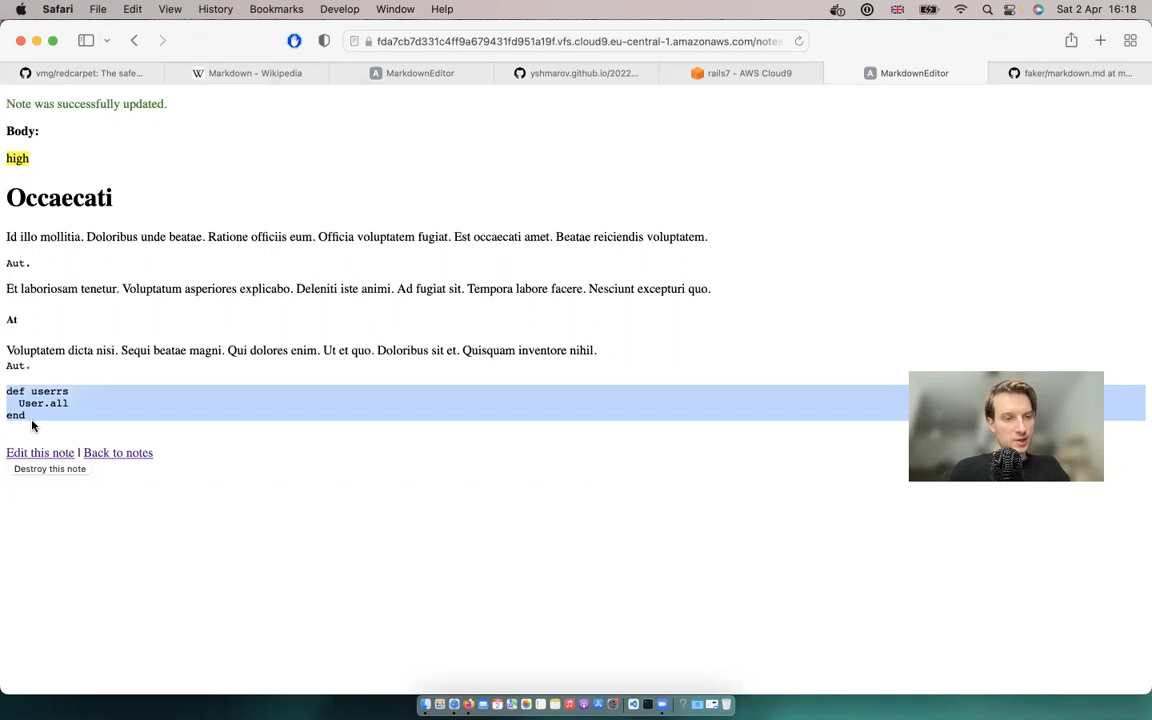 Safari File Edit View History Bookmarks Develop Window Help Sat 2 Apr 16:18
fda7cb7d331c4ff9a679431fd951a19f.vfs.cloud9.eu-central-1.amazonaws.com/notes
vmg/redcarpet: The safe... Markdown - Wikipedia MarkdownEditor yshmarov.github.io/2022... rails7 - AWS Cloud9 MarkdownEditor faker/markdown.md at m...
Note was successfully updated.
Body:
high
Occaecati
Id illo mollitia. Doloribus unde beatae. Ratione officiis eum. Officia voluptatem fugiat. Est occaecati amet. Beatae reiciendis voluptatem.
Aut.
Et laboriosam tenetur. Voluptatum asperiores explicabo. Deleniti iste animi. Ad fugiat sit. Tempora labore facere. Nesciunt excepturi quo.
At
Voluptatem dicta nisi. Sequi beatae magni. Qui dolores enim. Ut et quo. Doloribus sit et. Quisquam inventore nihil.
Aut.
def userrs
User.all
end
Edit this note | Back to notes
Destroy this note